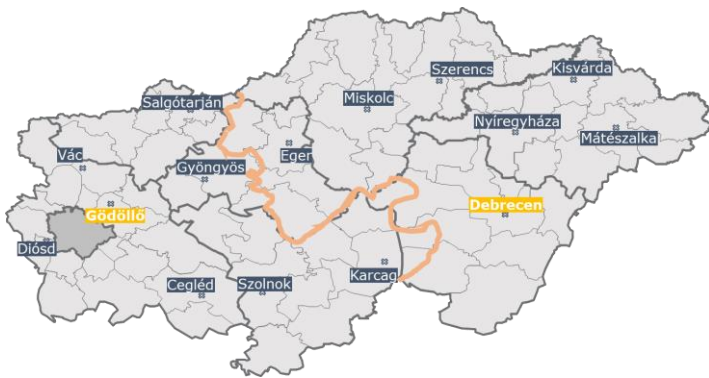 Szerencs
Kisvárda
Salgótarján
Miskolc
Nyíregyháza
Mátészalka
Vác
Eger
Gyöngyös
Gödöllő
Debrecen
Diósd
Karcag
Cegléd
Szolnok